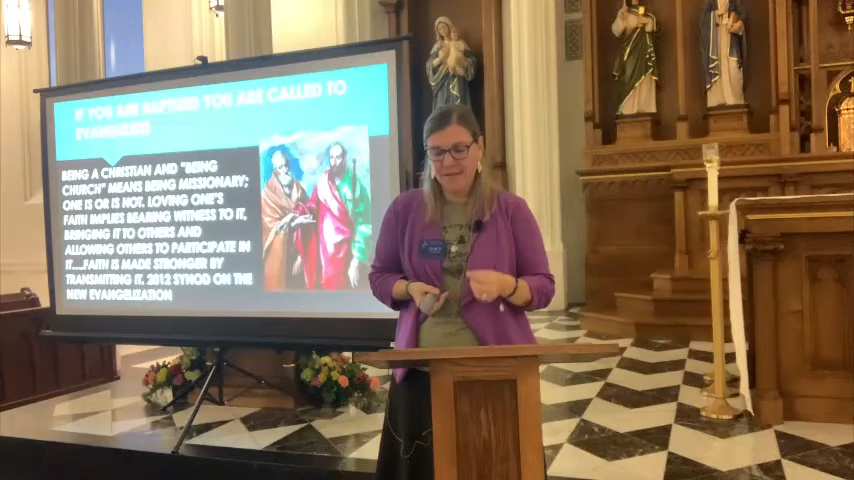 IF YOU ARE BAPTIZED YOU ARE CALLED TO
EVANGELIZE!
BEING A CHRISTIAN AND "BEING
CHURCH" MEANS BEING MISSIONARY;
ONE IS OR IS NOT. LOVING ONE'S
FAITH IMPLIES BEARING WITNESS TO IT,
BRINGING IT TO OTHERS AND
ALLOWING OTHERS TO PARTICIPATE IN
IT....FAITH IS MADE STRONGER BY
TRANSMITTING IT. 2012 SYNOD ON THE
NEW EVANGELIZATION